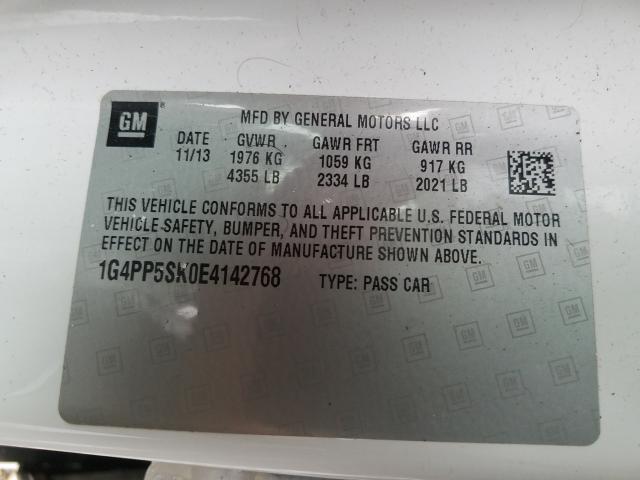 GM ®
MFD BY GENERAL MOTORS LLC
DATE GVWR GAWR FRT GAWR RR
11/13 1976 KG 1059 KG 917 KG
4355 LB 2334 LB 2021 LB
THIS VEHICLE CONFORMS TO ALL APPLICABLE U.S. FEDERAL MOTOR
VEHICLE SAFETY, BUMPER, AND THEFT PREVENTION STANDARDS IN
EFFECT ON THE DATE OF MANUFACTURE SHOWN ABOVE.
1G4PP5SK0E4142768 TYPE: PASS CAR